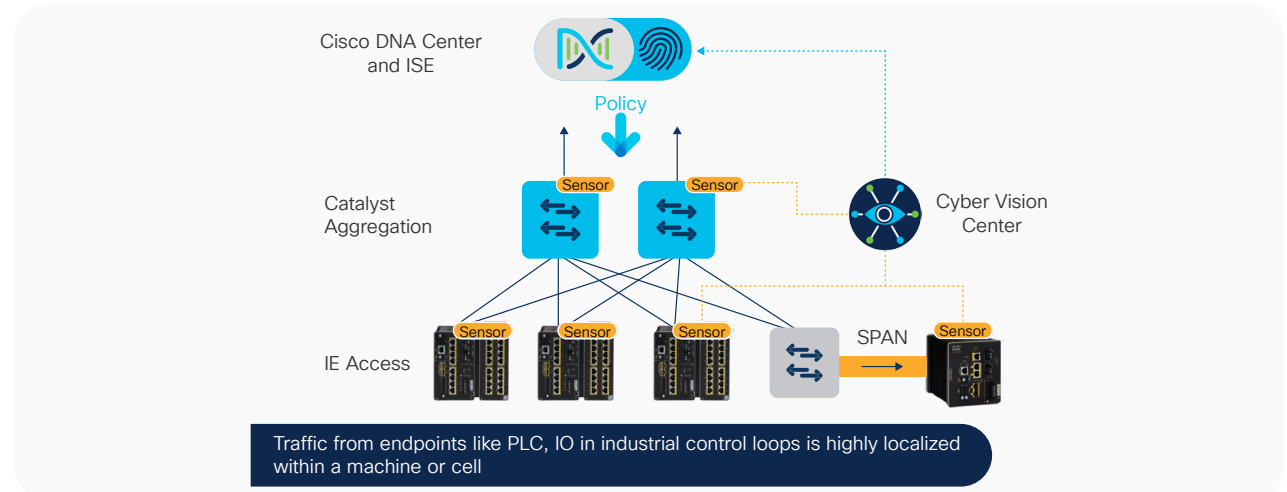 Cisco DNA Center
and ISE
Policy
Sensor
Sensor
Catalyst
Aggregation
Cyber Vision
Center
Sensor
Sensor
Sensor
SPAN
Sensor
IE Access
Traffic from endpoints like PLC, IO in industrial control loops is highly localized
within a machine or cell